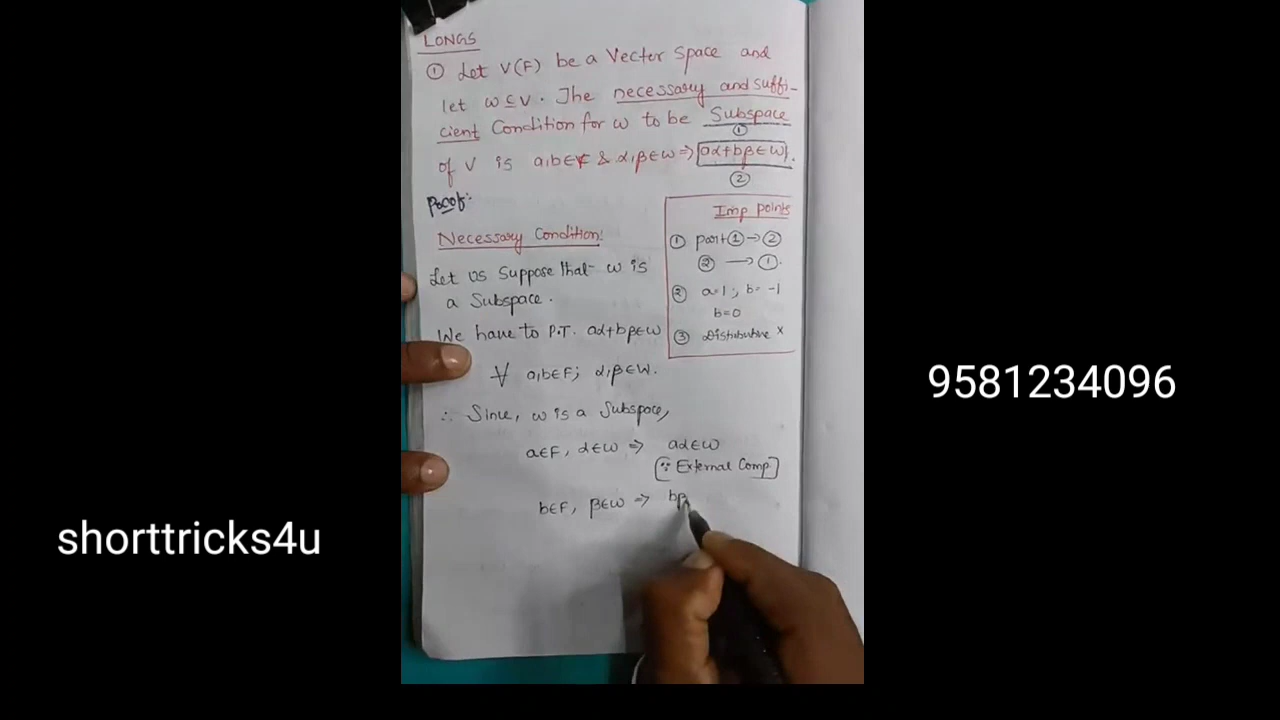 LONGS
① Let V(F) be a Vector Space and
let W⊆V. The necessary and suffi-
cient Condition for W to be Subspace
①
of V is a,b∈F & α,β∈W ⇒ aα+bβ∈W.
②
Proof:
Necessary Condition:
Let us Suppose that W is
a Subspace.
We have to P.T. aα+bβ∈W
∀ a,b∈F; α,β∈W.
∴ Since, W is a Subspace,
a∈F, α∈W ⇒ aα∈W
[∵ External Comp]
b∈F, β∈W ⇒ bβ
Imp points
① part ① → ②
② → ①.
② a=1; b=-1
b=0
③ Distributive ×
shorttricks4u
9581234096